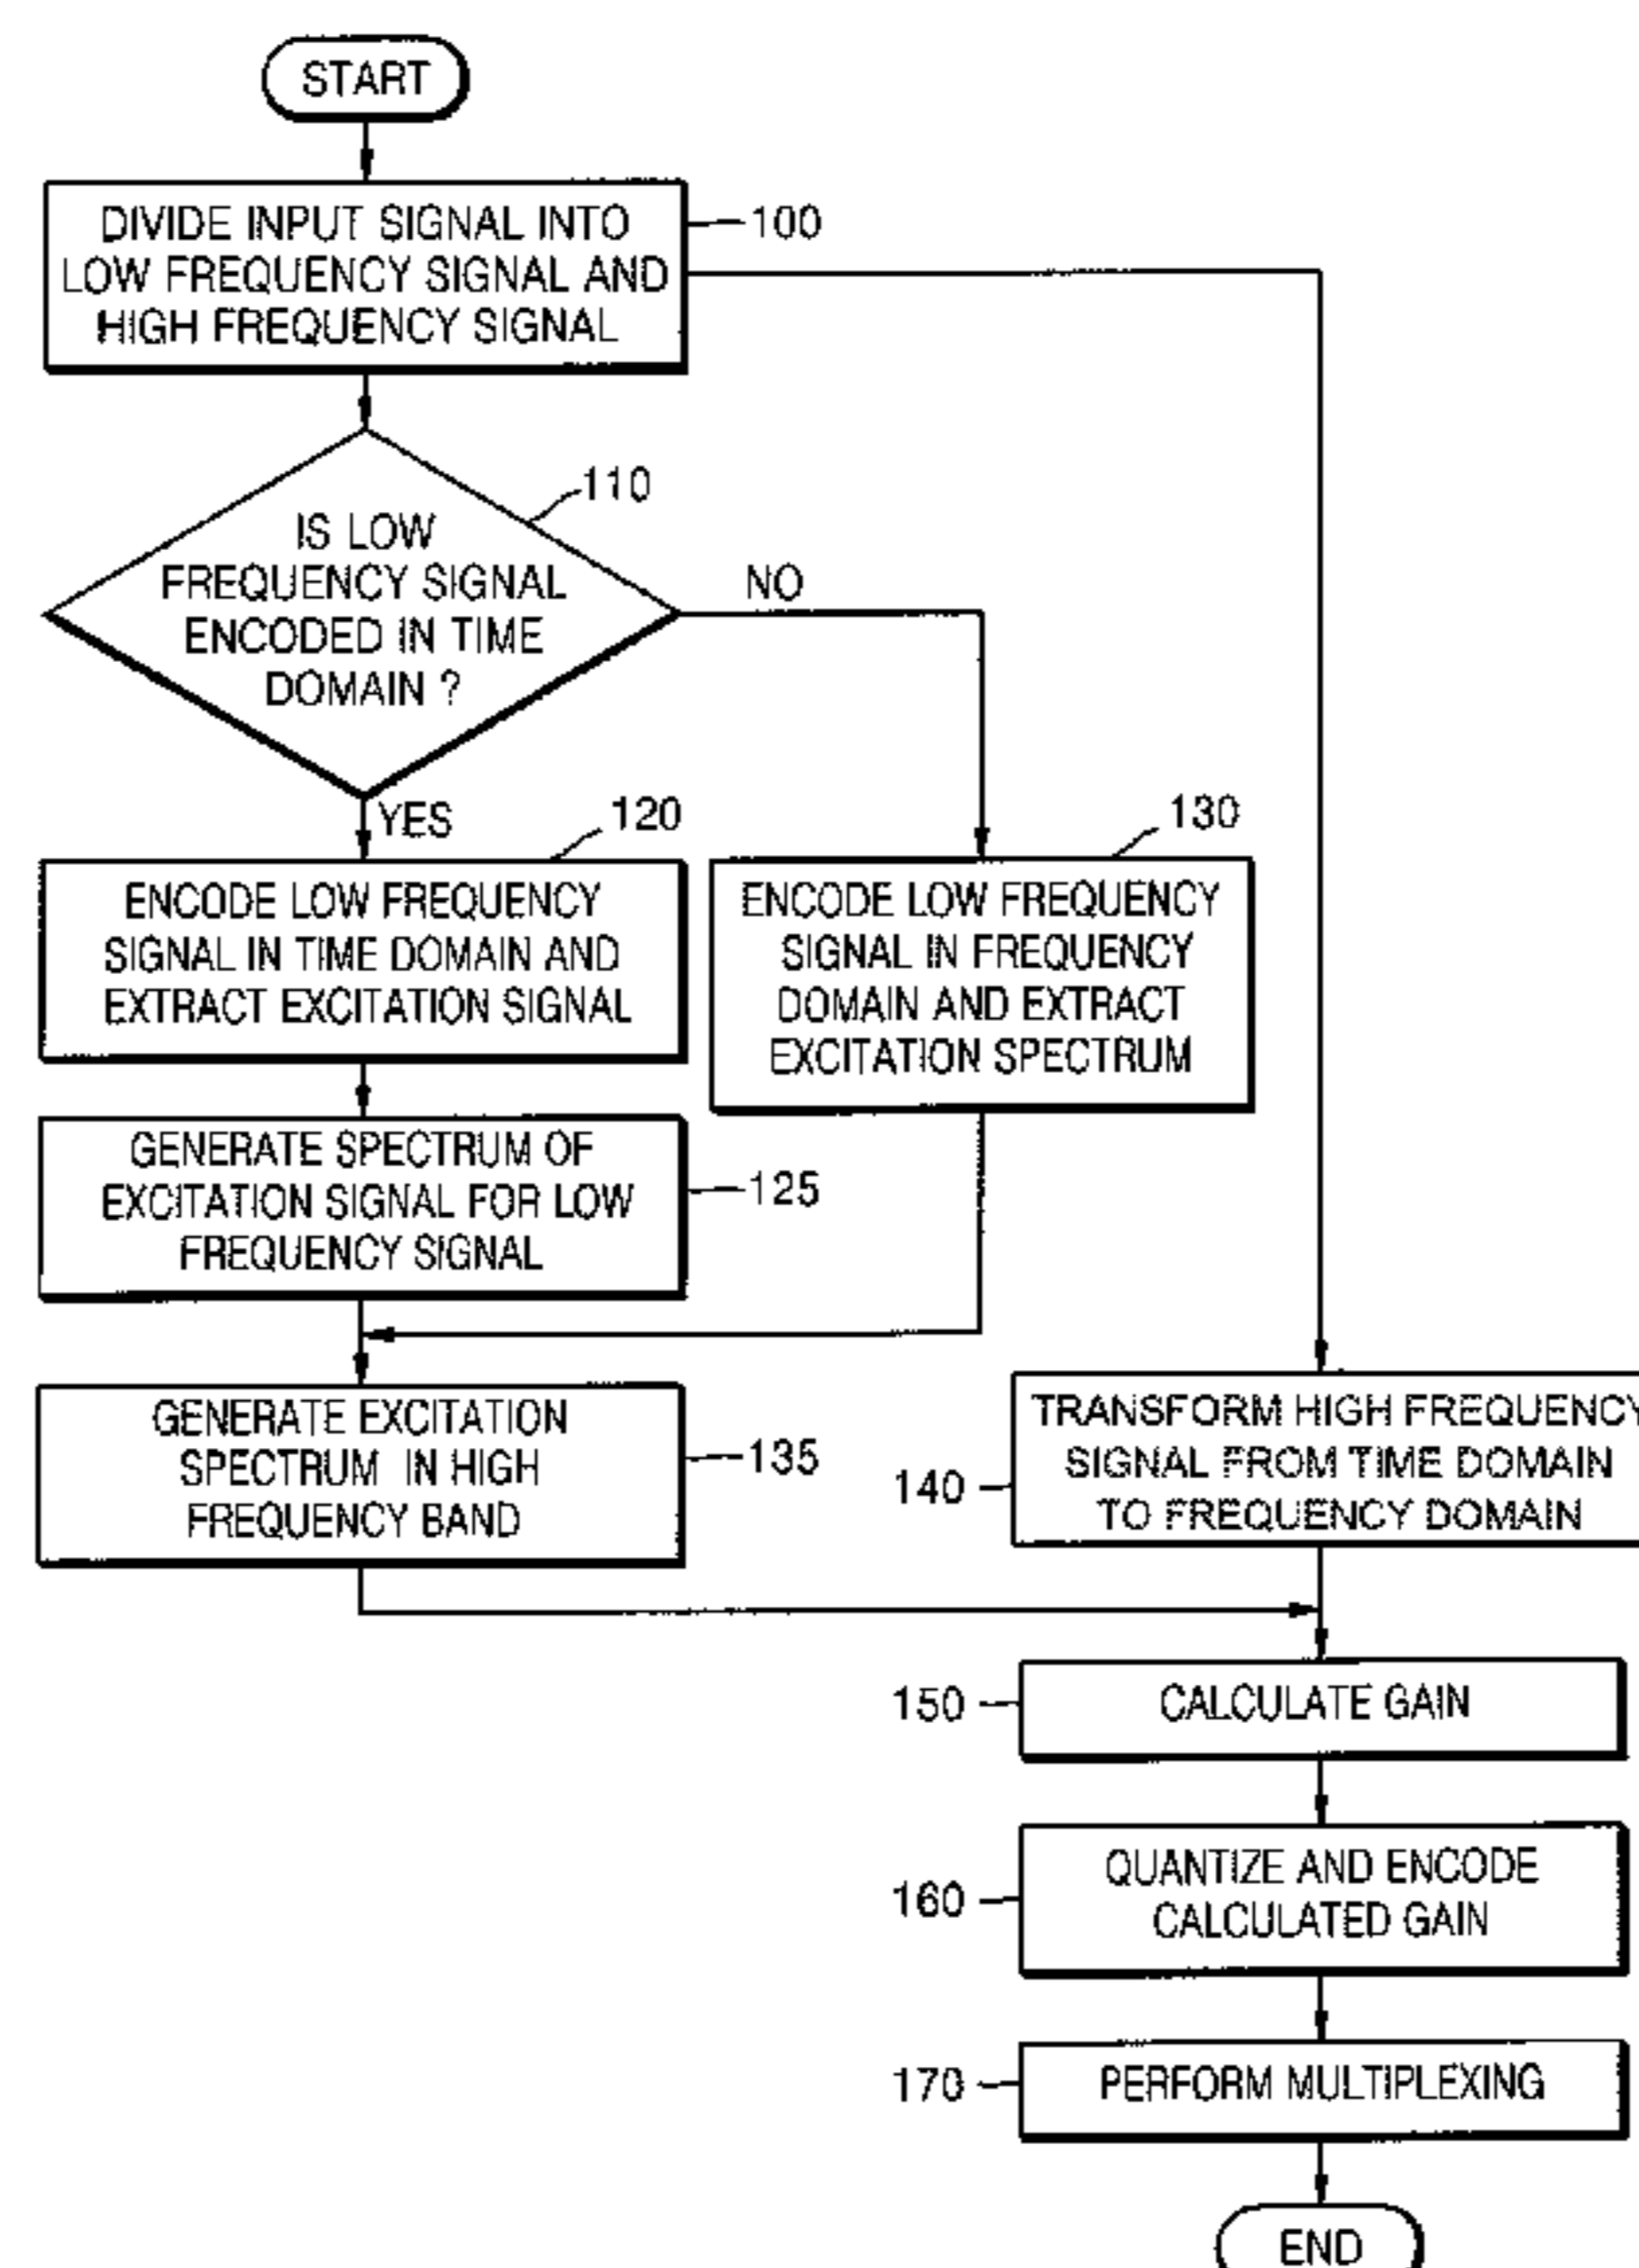 START
DIVIDE INPUT SIGNAL INTO
LOW FREQUENCY SIGNAL AND
HIGH FREQUENCY SIGNAL
100
110
IS LOW
FREQUENCY SIGNAL
ENCODED IN TIME
DOMAIN ?
NO
YES
120
ENCODE LOW FREQUENCY
SIGNAL IN TIME DOMAIN AND
EXTRACT EXCITATION SIGNAL
130
ENCODE LOW FREQUENCY
SIGNAL IN FREQUENCY
DOMAIN AND EXTRACT
EXCITATION SPECTRUM
GENERATE SPECTRUM OF
EXCITATION SIGNAL FOR LOW
FREQUENCY SIGNAL
125
GENERATE EXCITATION
SPECTRUM IN HIGH
FREQUENCY BAND
135
140
TRANSFORM HIGH FREQUENCY
SIGNAL FROM TIME DOMAIN
TO FREQUENCY DOMAIN
150
CALCULATE GAIN
160
QUANTIZE AND ENCODE
CALCULATED GAIN
170
PERFORM MULTIPLEXING
END